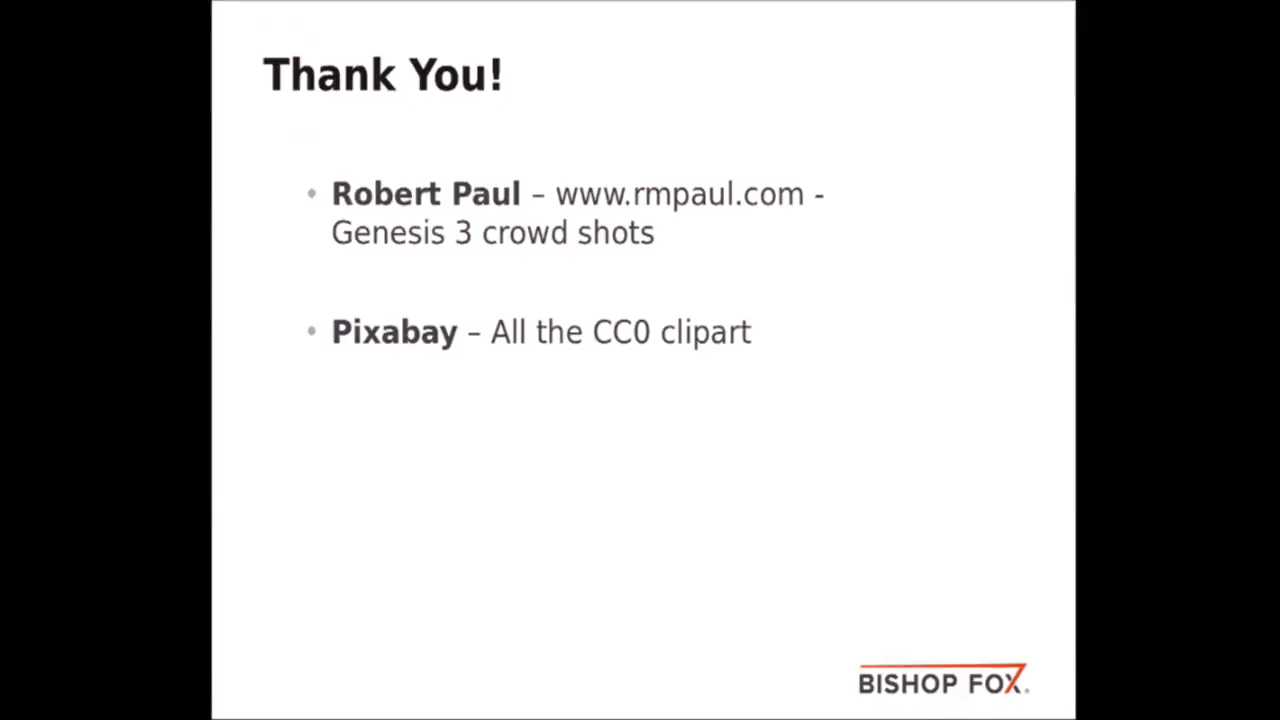 Thank You!
• Robert Paul – www.rmpaul.com -
Genesis 3 crowd shots
• Pixabay – All the CC0 clipart
BISHOP FOX